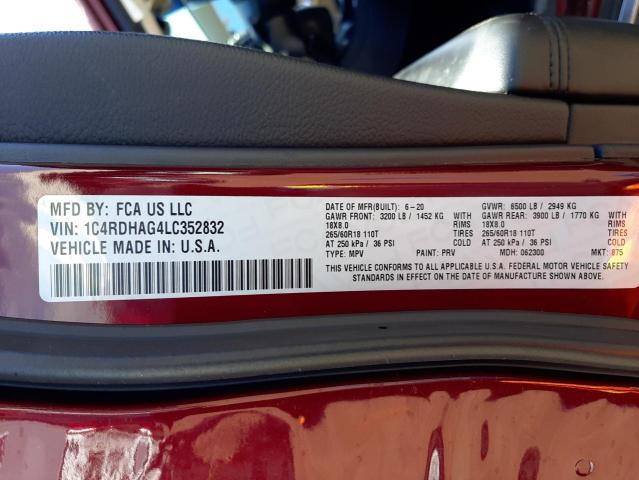 MFD BY: FCA US LLC
VIN: 1C4RDHAG4LC352832
VEHICLE MADE IN: U.S.A.
DATE OF MFR(BUILT): 6-20 GVWR: 6500 LB / 2949 KG
GAWR FRONT: 3200 LB / 1452 KG WITH TIRES GAWR REAR: 3900 LB / 1770 KG WITH TIRES
18X8.0 RIMS 18X8.0 RIMS
265/60R18 110T 265/60R18 110T
AT 250 kPa / 36 PSI COLD AT 250 kPa / 36 PSI COLD
TYPE: MPV PAINT: PRV MDH: 062300 MKT: 875
THIS VEHICLE CONFORMS TO ALL APPLICABLE U.S.A. FEDERAL MOTOR VEHICLE SAFETY
STANDARDS IN EFFECT ON THE DATE OF MANUFACTURE SHOWN ABOVE.